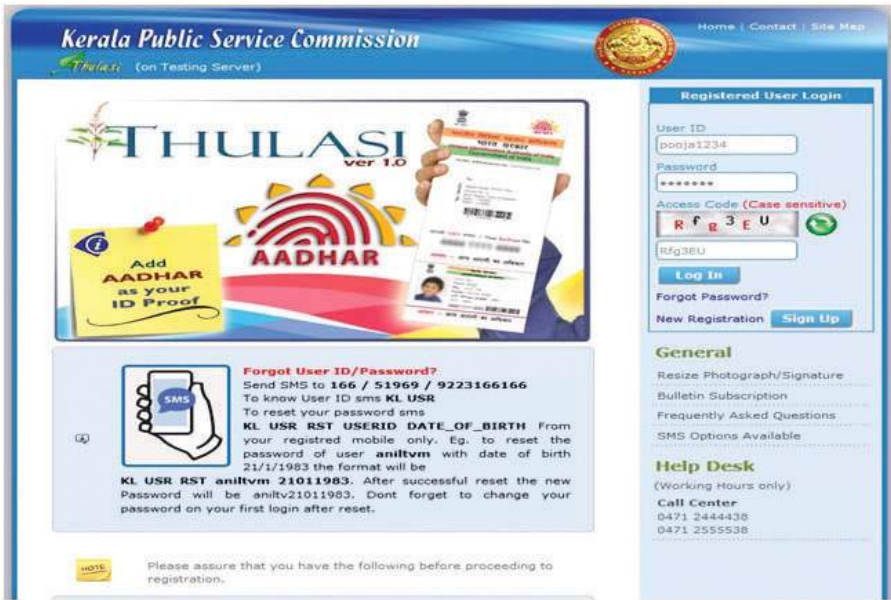 Kerala Public Service Commission
Home | Contact | Site Map
Thulasi (on Testing Server)
THULASI
ver 1.0
AADHAR
Add
AADHAR
as your
ID Proof
भारत सरकार
Registered User Login
User ID
pooja1234
Password
*******
Access Code (Case sensitive)
R f g 3 E U
Rfg3EU
Log In
Forgot Password?
New Registration Sign Up
General
Resize Photograph/Signature
Bulletin Subscription
Frequently Asked Questions
SMS Options Available
Help Desk
(Working Hours only)
Call Center
0471 2444438
0471 2555538
SMS
Forgot User ID/Password?
Send SMS to 166 / 51969 / 9223166166
To know User ID sms KL USR
To reset your password sms
KL USR RST USERID DATE_OF_BIRTH From
your registred mobile only. Eg. to reset the
password of user aniltvm with date of birth
21/1/1983 the format will be
KL USR RST aniltvm 21011983. After successful reset the new
Password will be aniltv21011983. Dont forget to change your
password on your first login after reset.
NOTE
Please assure that you have the following before proceeding to
registration.